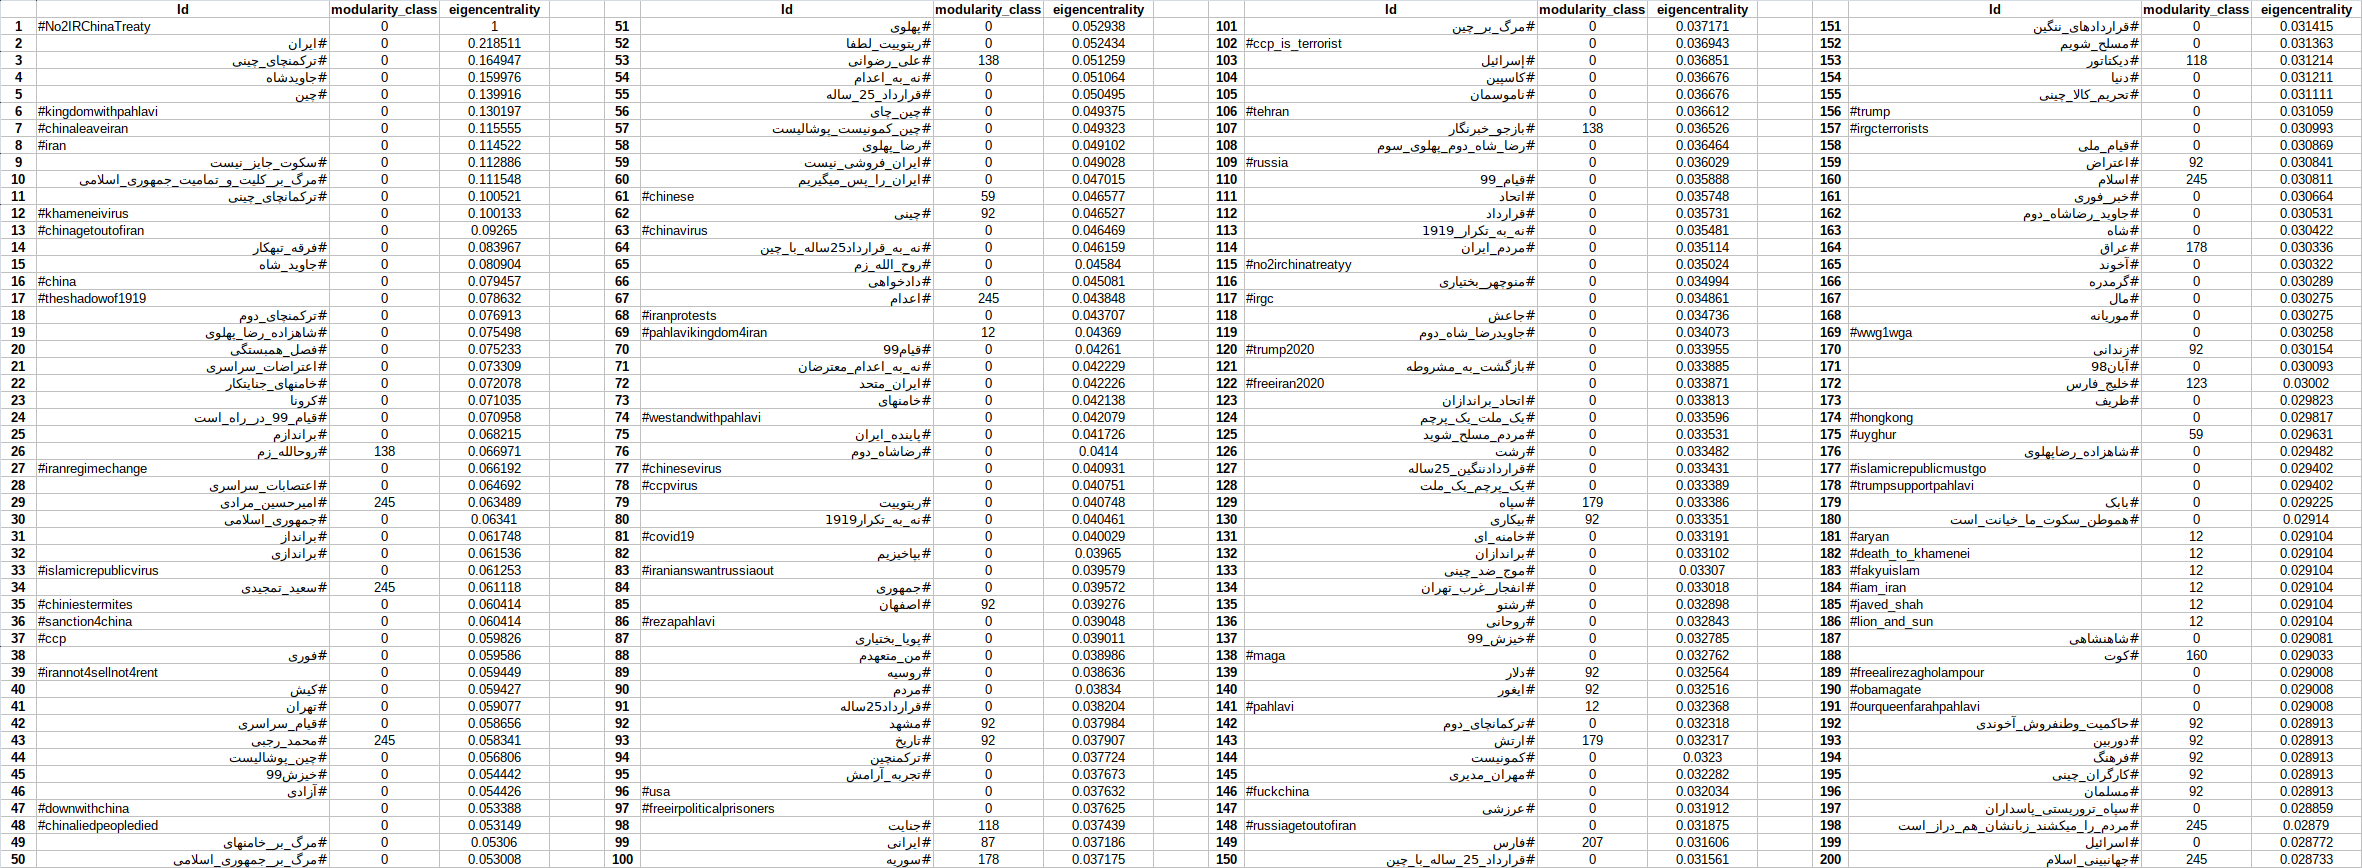 Id modularity_class eigencentrality
1 #No2IRChinaTreaty 0 1
2 #ایران 0 0.218511
3 #ترکمنچای_چینی 0 0.164947
4 #جاویدشاه 0 0.159976
5 #چین 0 0.139916
6 #kingdomwithpahlavi 0 0.130197
7 #chinaleaveiran 0 0.115555
8 #iran 0 0.114522
9 #سکوت_جایز_نیست 0 0.112886
10 #مرگ_بر_کلیت_و_تمامیت_جمهوری_اسلامی 0 0.111548
11 #ترکمانچای_چینی 0 0.100521
12 #khameneivirus 0 0.100133
13 #chinagetoutofiran 0 0.09265
14 #فرقه_تبهکار 0 0.083967
15 #جاوید_شاه 0 0.080904
16 #china 0 0.079457
17 #theshadowof1919 0 0.078632
18 #ترکمنچای_دوم 0 0.076913
19 #شاهزاده_رضا_پهلوی 0 0.075498
20 #فصل_همبستگی 0 0.075233
21 #اعتراضات_سراسری 0 0.073309
22 #خامنهای_جنایتکار 0 0.072078
23 #کرونا 0 0.071035
24 #قیام_99_در_راه_است 0 0.070958
25 #براندازم 0 0.068215
26 #روحالله_زم 138 0.066971
27 #iranregimechange 0 0.066192
28 #اعتصابات_سراسری 0 0.064692
29 #امیرحسین_مرادی 245 0.063489
30 #جمهوری_اسلامی 0 0.06341
31 #برانداز 0 0.061748
32 #براندازی 0 0.061536
33 #islamicrepublicvirus 0 0.061253
34 #سعید_تمجیدی 245 0.061118
35 #chiniestermites 0 0.060414
36 #sanction4china 0 0.060414
37 #ccp 0 0.059826
38 #فوری 0 0.059586
39 #irannot4sellnot4rent 0 0.059449
40 #کیش 0 0.059427
41 #تهران 0 0.059077
42 #قیام_سراسری 0 0.058656
43 #محمد_رجبی 245 0.058341
44 #چین_پوشالیست 0 0.056806
45 #خیزش99 0 0.054442
46 #آزادی 0 0.054426
47 #downwithchina 0 0.053388
48 #chinaliedpeopledied 0 0.053149
49 #مرگ_بر_خامنهای 0 0.05306
50 #مرگ_بر_جمهوری_اسلامی 0 0.053008
Id modularity_class eigencentrality
51 #پهلوی 0 0.052938
52 #ریتوییت_لطفا 0 0.052434
53 #علی_رضوانی 138 0.051259
54 #نه_به_اعدام 0 0.051064
55 #قرارداد_25_ساله 0 0.050495
56 #چین_چای 0 0.049375
57 #چین_کمونیست_پوشالیست 0 0.049323
58 #رضا_پهلوی 0 0.049102
59 #ایران_فروشی_نیست 0 0.049028
60 #ایران_را_پس_میگیریم 0 0.047015
61 #chinese 59 0.046577
62 #چینی 92 0.046527
63 #chinavirus 0 0.046469
64 #نه_به_قرارداد25ساله_با_چین 0 0.046159
65 #روح_الله_زم 0 0.04584
66 #دادخواهی 0 0.045081
67 #اعدام 245 0.043848
68 #iranprotests 0 0.043707
69 #pahlavikingdom4iran 12 0.04369
70 #قیام99 0 0.04261
71 #نه_به_اعدام_معترضان 0 0.042229
72 #ایران_متحد 0 0.042226
73 #خامنهای 0 0.042138
74 #westandwithpahlavi 0 0.042079
75 #پاینده_ایران 0 0.041726
76 #رضاشاه_دوم 0 0.0414
77 #chinesevirus 0 0.040931
78 #ccpvirus 0 0.040751
79 #ریتوییت 0 0.040748
80 #نه_به_تکرار1919 0 0.040461
81 #covid19 0 0.040029
82 #بپاخیزیم 0 0.03965
83 #iranianswantrussiaout 0 0.039579
84 #جمهوری 0 0.039572
85 #اصفهان 92 0.039276
86 #rezapahlavi 0 0.039048
87 #پویا_بختیاری 0 0.039011
88 #من_متعهدم 0 0.038986
89 #روسیه 0 0.038636
90 #مردم 0 0.03834
91 #قرارداد25ساله 0 0.038204
92 #مشهد 92 0.037984
93 #تاریخ 92 0.037907
94 #ترکمنچین 0 0.037724
95 #تجربه_آرامش 0 0.037673
96 #usa 0 0.037632
97 #freeirpoliticalprisoners 0 0.037625
98 #جنایت 118 0.037439
99 #ایرانی 87 0.037186
100 #سوریه 178 0.037175
Id modularity_class eigencentrality
101 #مرگ_بر_چین 0 0.037171
102 #ccp_is_terrorist 0 0.036943
103 #إسرائیل 0 0.036851
104 #کاسپین 0 0.036676
105 #ناموسمان 0 0.036676
106 #tehran 0 0.036612
107 #بازجو_خبرنگار 138 0.036526
108 #رضا_شاه_دوم_پهلوی_سوم 0 0.036464
109 #russia 0 0.036029
110 #قیام_99 0 0.035888
111 #اتحاد 0 0.035748
112 #قرارداد 0 0.035731
113 #نه_به_تکرار_1919 0 0.035481
114 #مردم_ایران 0 0.035114
115 #no2irchinatreatyy 0 0.035024
116 #منوچهر_بختیاری 0 0.034994
117 #irgc 0 0.034861
118 #جاعش 0 0.034736
119 #جاویدرضا_شاه_دوم 0 0.034073
120 #trump2020 0 0.033955
121 #بازگشت_به_مشروطه 0 0.033885
122 #freeiran2020 0 0.033871
123 #اتحاد_براندازان 0 0.033813
124 #یک_ملت_یک_پرچم 0 0.033596
125 #مردم_مسلح_شوید 0 0.033531
126 #رشت 0 0.033482
127 #قراردادننگین_25ساله 0 0.033431
128 #یک_پرچم_یک_ملت 0 0.033389
129 #سپاه 179 0.033386
130 #بیکاری 92 0.033351
131 #خامنه_ای 0 0.033191
132 #براندازان 0 0.033102
133 #موج_ضد_چینی 0 0.03307
134 #انفجار_غرب_تهران 0 0.033018
135 #رشتو 0 0.032898
136 #روحانی 0 0.032843
137 #خیزش_99 0 0.032785
138 #maga 0 0.032762
139 #دلار 92 0.032564
140 #ایغور 92 0.032516
141 #pahlavi 12 0.032368
142 #ترکمانچای_دوم 0 0.032318
143 #ارتش 179 0.032317
144 #کمونیست 0 0.0323
145 #مهران_مدیری 0 0.032282
146 #fuckchina 0 0.032034
147 #عرزشی 0 0.031912
148 #russiagetoutofiran 0 0.031875
149 #فارس 207 0.031606
150 #قرارداد_25_ساله_با_چین 0 0.031561
Id modularity_class eigencentrality
151 #قراردادهای_ننگین 0 0.031415
152 #مسلح_شویم 0 0.031363
153 #دیکتاتور 118 0.031214
154 #دنیا 0 0.031211
155 #تحریم_کالا_چینی 0 0.031111
156 #trump 0 0.031059
157 #irgcterrorists 0 0.030993
158 #قیام_ملی 0 0.030869
159 #اعتراض 92 0.030841
160 #اسلام 245 0.030811
161 #خبر_فوری 0 0.030664
162 #جاوید_رضاشاه_دوم 0 0.030531
163 #شاه 0 0.030422
164 #عراق 178 0.030336
165 #آخوند 0 0.030322
166 #گرمدره 0 0.030289
167 #مال 0 0.030275
168 #موریانه 0 0.030275
169 #wwg1wga 0 0.030258
170 #زندانی 92 0.030154
171 #آبان98 0 0.030093
172 #خلیج_فارس 123 0.03002
173 #ظریف 0 0.029823
174 #hongkong 0 0.029817
175 #uyghur 59 0.029631
176 #شاهزاده_رضاپهلوی 0 0.029482
177 #islamicrepublicmustgo 0 0.029402
178 #trumpsupportpahlavi 0 0.029402
179 #بابک 0 0.029225
180 #هموطن_سکوت_ما_خیانت_است 0 0.02914
181 #aryan 12 0.029104
182 #death_to_khamenei 12 0.029104
183 #fakyuislam 12 0.029104
184 #iam_iran 12 0.029104
185 #javed_shah 12 0.029104
186 #lion_and_sun 12 0.029104
187 #شاهنشاهی 0 0.029081
188 #کوت 160 0.029033
189 #freealirezagholampour 0 0.029008
190 #obamagate 0 0.029008
191 #ourqueenfarahpahlavi 0 0.029008
192 #حاکمیت_وطنفروش_آخوندی 92 0.028913
193 #دوربین 92 0.028913
194 #فرهنگ 92 0.028913
195 #کارگران_چینی 92 0.028913
196 #مسلمان 92 0.028913
197 #سپاه_تروریستی_پاسداران 0 0.028859
198 #مردم_را_میکشند_زبانشان_هم_دراز_است 245 0.02879
199 #اسرائیل 0 0.028772
200 #جهانبینی_اسلام 245 0.028733